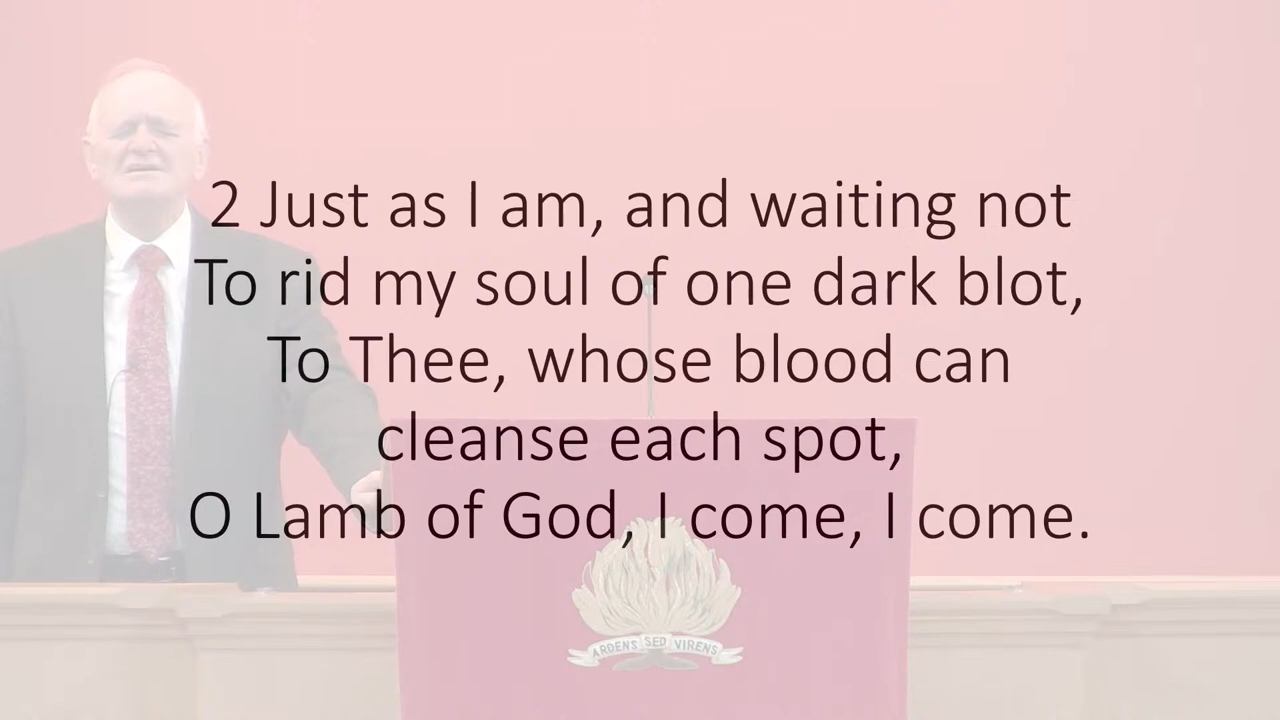 2 Just as I am, and waiting not
To rid my soul of one dark blot,
To Thee, whose blood can
cleanse each spot,
O Lamb of God, I come, I come.
ARDENS SED VIRENS